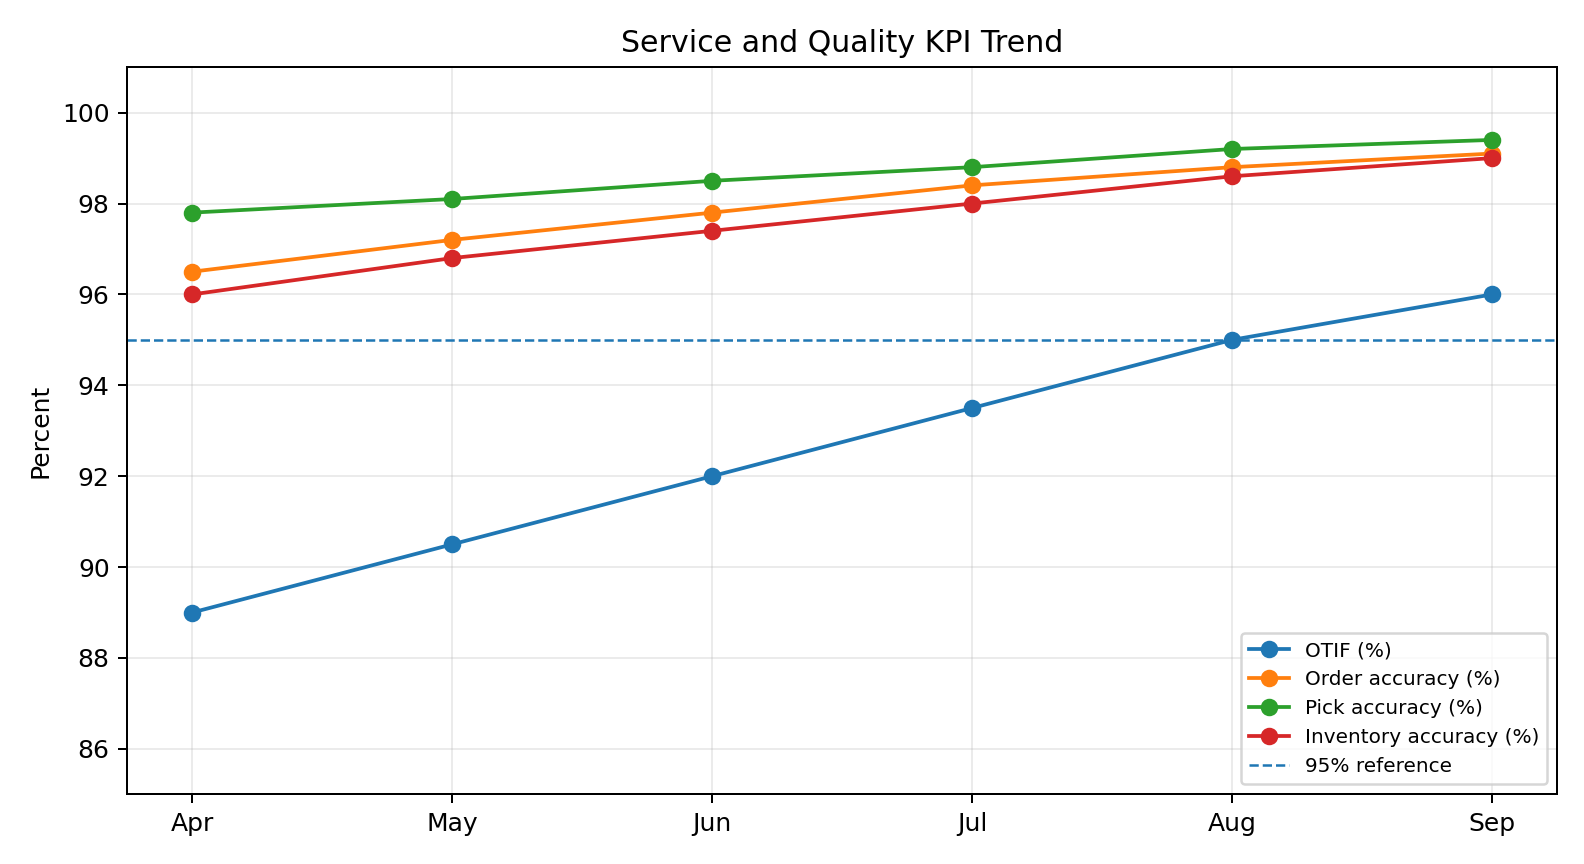 Service and Quality KPI Trend
Percent
100
98
96
94
92
90
88
86
Apr May Jun Jul Aug Sep
OTIF (%)
Order accuracy (%)
Pick accuracy (%)
Inventory accuracy (%)
95% reference